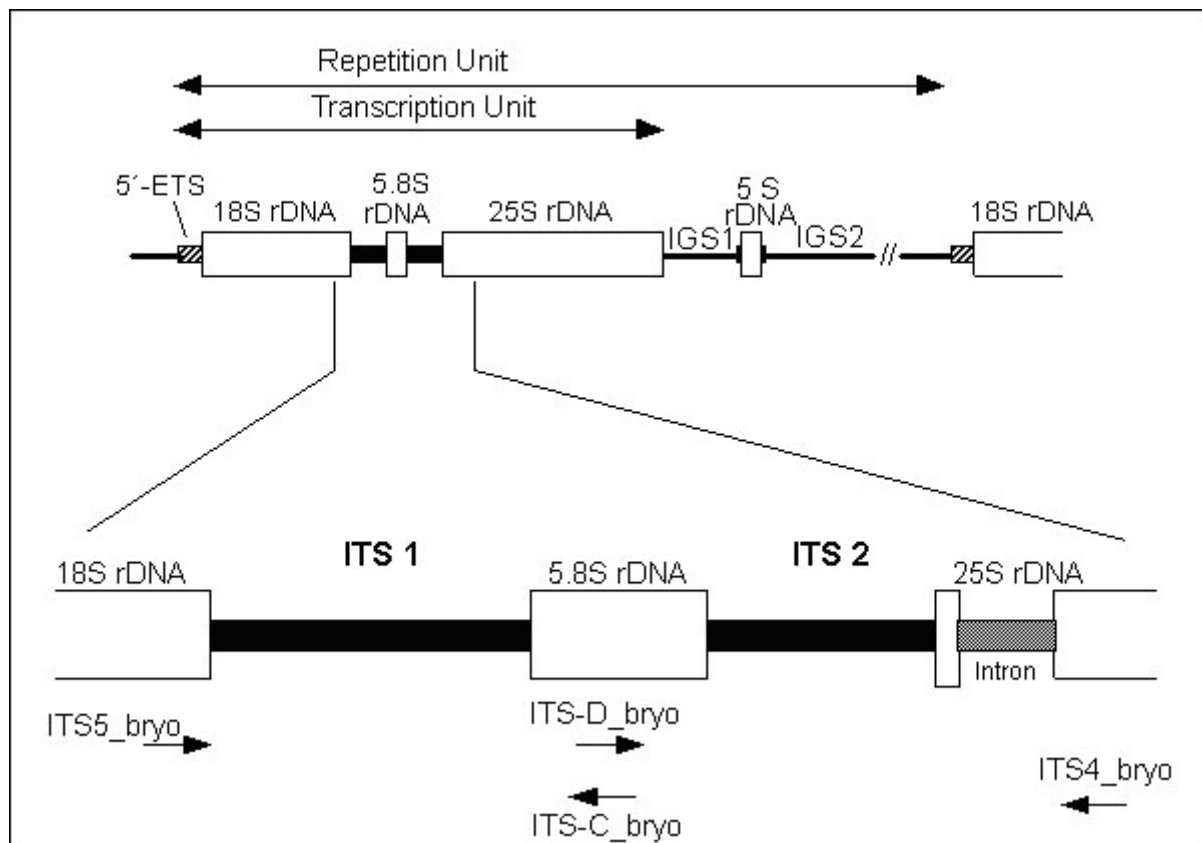 Repetition Unit
Transcription Unit
5´-ETS
18S rDNA
5.8S
rDNA
25S rDNA
IGS1
5 S
rDNA
IGS2
//
18S rDNA
ITS 1
ITS 2
18S rDNA
5.8S rDNA
25S rDNA
Intron
ITS5_bryo
ITS-D_bryo
ITS-C_bryo
ITS4_bryo